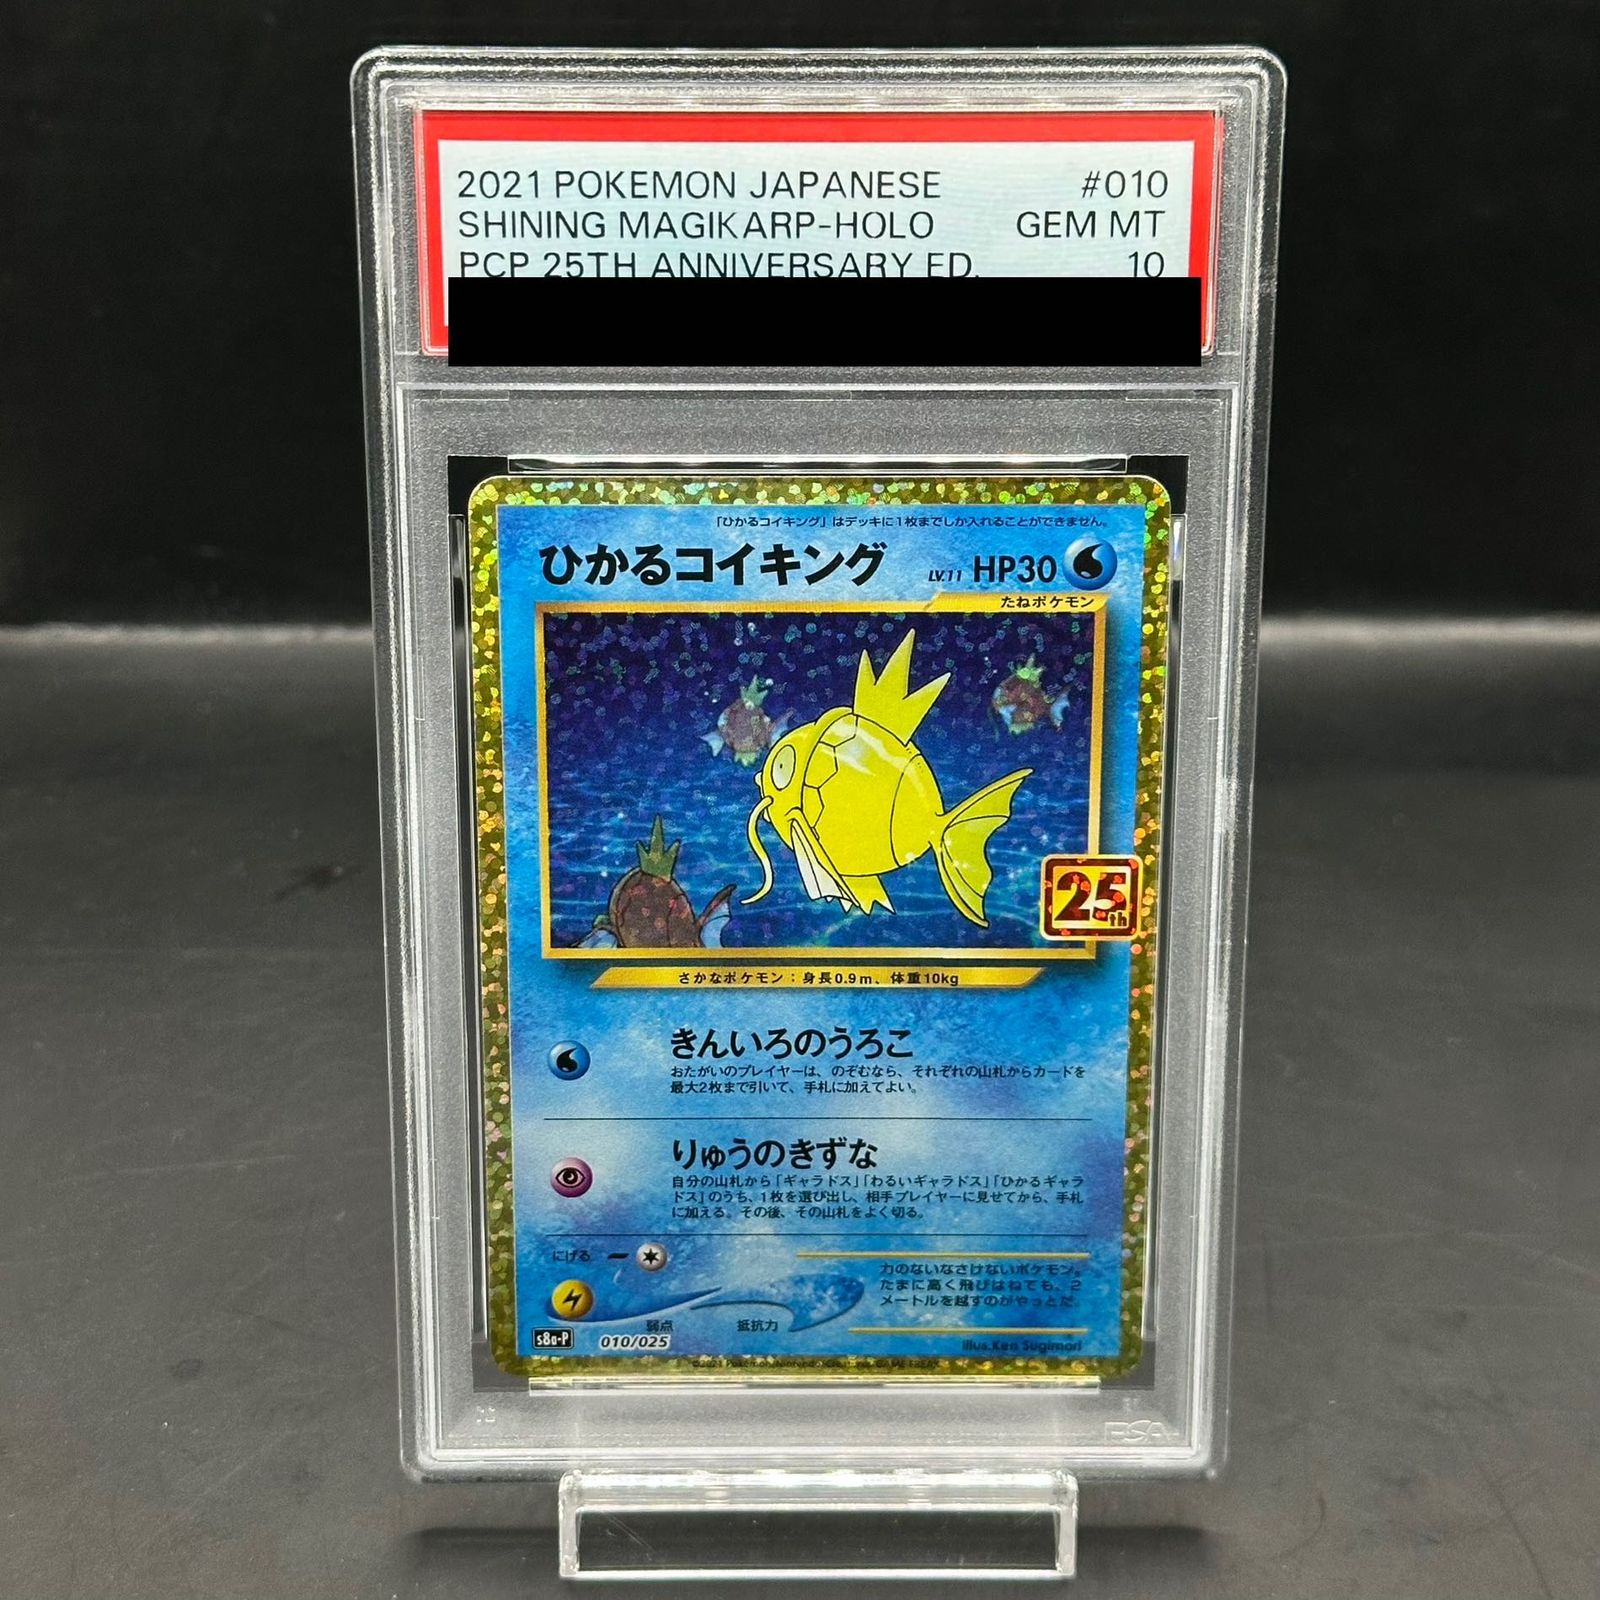 2021 POKEMON JAPANESE #010
SHINING MAGIKARP-HOLO GEM MT
PCP 25TH ANNIVERSARY ED. 10
「ひかるコイキング」はデッキに1枚までしか入れることができません。
ひかるコイキング LV.11 HP30
たねポケモン
25th
さかなポケモン：身長0.9m、体重10kg
きんいろのうろこ
おたがいのプレイヤーは、のぞむなら、それぞれの山札からカードを
最大2枚まで引いて、手札に加えてよい。
りゅうのきずな
自分の山札から「ギャラドス」「わるいギャラドス」「ひかるギャラ
ドス」のうち、1枚を選び出し、相手プレイヤーに見せてから、手札
に加える。その後、その山札をよく切る。
にげる
力のないなさけないポケモン。
たまに高く飛びはねても、2
メートルを越すのがやっとだ。
弱点 抵抗力
s8a-P 010/025
illus.Ken Sugimori
©2021 Pokémon/Nintendo/Creatures/GAME FREAK
PSA